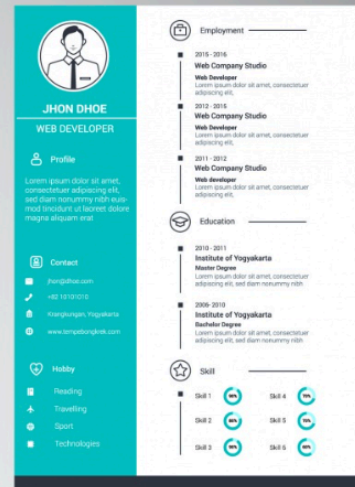 JHON DHOE
WEB DEVELOPER
Profile
Lorem ipsum dolor sit amet,
consectetuer adipiscing elit,
sed diam nonummy nibh euis-
mod tincidunt ut laoreet dolore
magna aliquam erat
Contact
jhon@dhoe.com
+62 10101010
Krangkungan, Yogyakarta
www.tempebongkrek.com
Hobby
Reading
Travelling
Sport
Technologies
Employment
2015 - 2016
Web Company Studio
Web Developer
Lorem ipsum dolor sit amet, consectetuer
adipiscing elit,
2012 - 2015
Web Company Studio
Web Developer
Lorem ipsum dolor sit amet, consectetuer
adipiscing elit,
2011 - 2012
Web Company Studio
Web developer
Lorem ipsum dolor sit amet, consectetuer
adipiscing elit,
Education
2010 - 2011
Institute of Yogyakarta
Master Degree
Lorem ipsum dolor sit amet, consectetuer
adipiscing elit, sed diam nonummy nibh
2006- 2010
Institute of Yogyakarta
Bachelor Degree
Lorem ipsum dolor sit amet, consectetuer
adipiscing elit, sed diam nonummy nibh
Skill
Skill 1
Skill 4
Skill 2
Skill 5
Skill 3
Skill 6